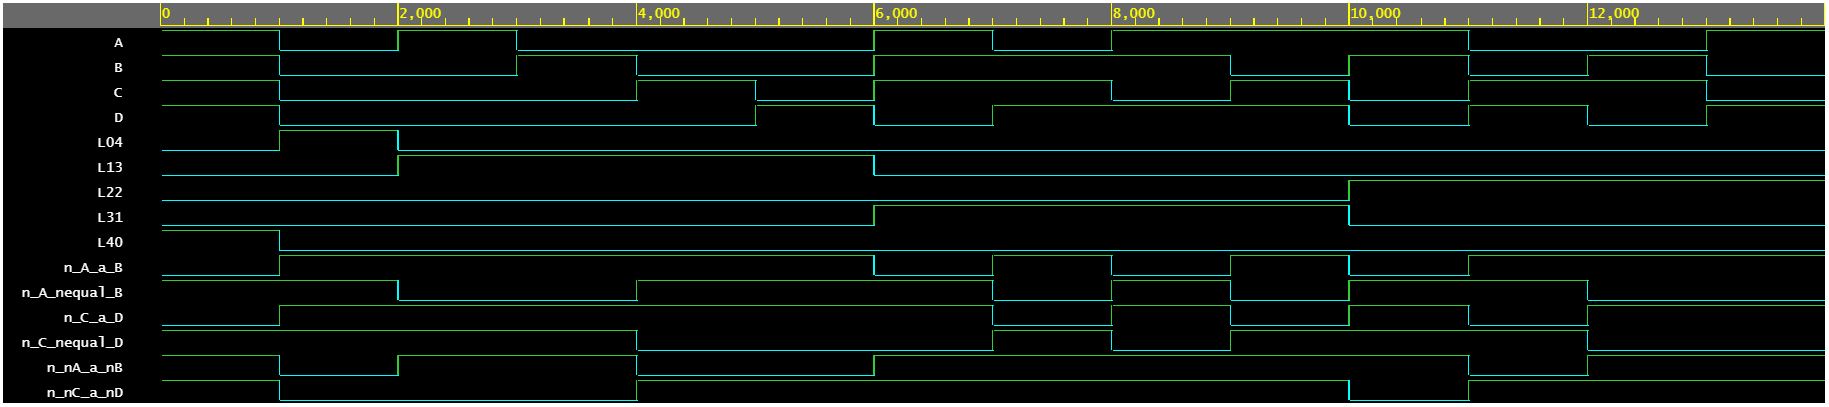 0 2,000 4,000 6,000 8,000 10,000 12,000
A
B
C
D
L04
L13
L22
L31
L40
n_A_a_B
n_A_nequal_B
n_C_a_D
n_C_nequal_D
n_nA_a_nB
n_nC_a_nD